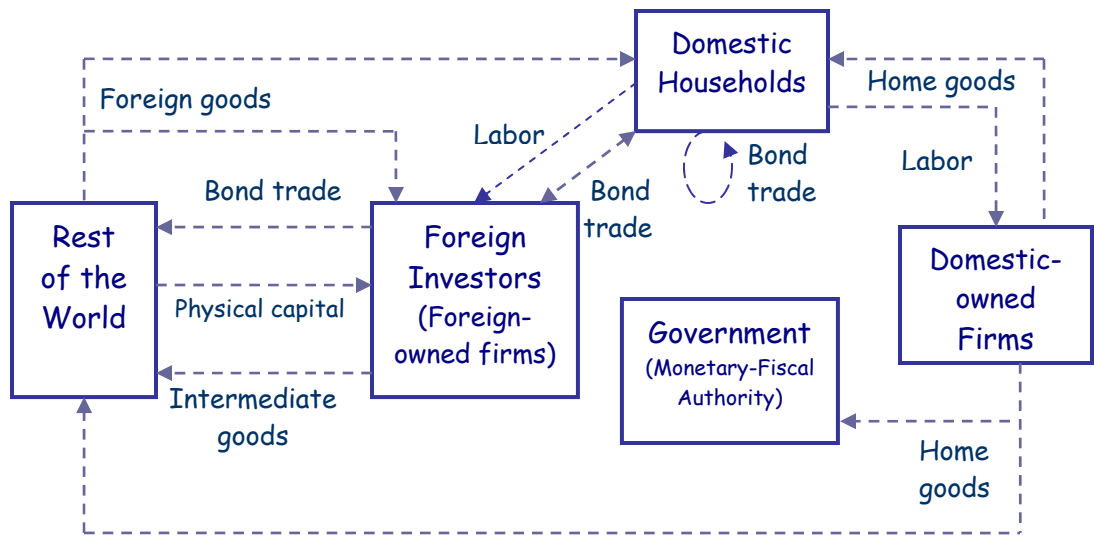 Domestic
Households
Home goods
Foreign goods
Labor
Bond
trade
Labor
Bond trade
Bond
trade
Rest
of the
World
Foreign
Investors
(Foreign-
owned firms)
Domestic-
owned
Firms
Physical capital
Government
(Monetary-Fiscal
Authority)
Intermediate
goods
Home
goods